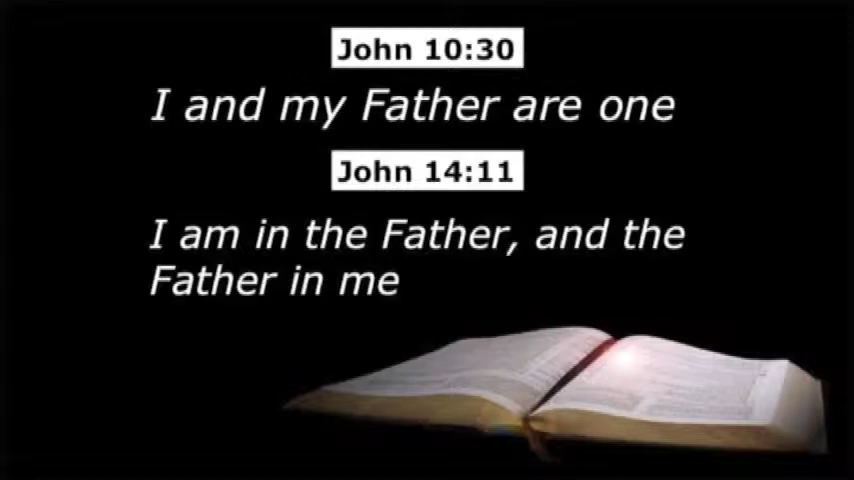 John 10:30
I and my Father are one
John 14:11
I am in the Father, and the
Father in me